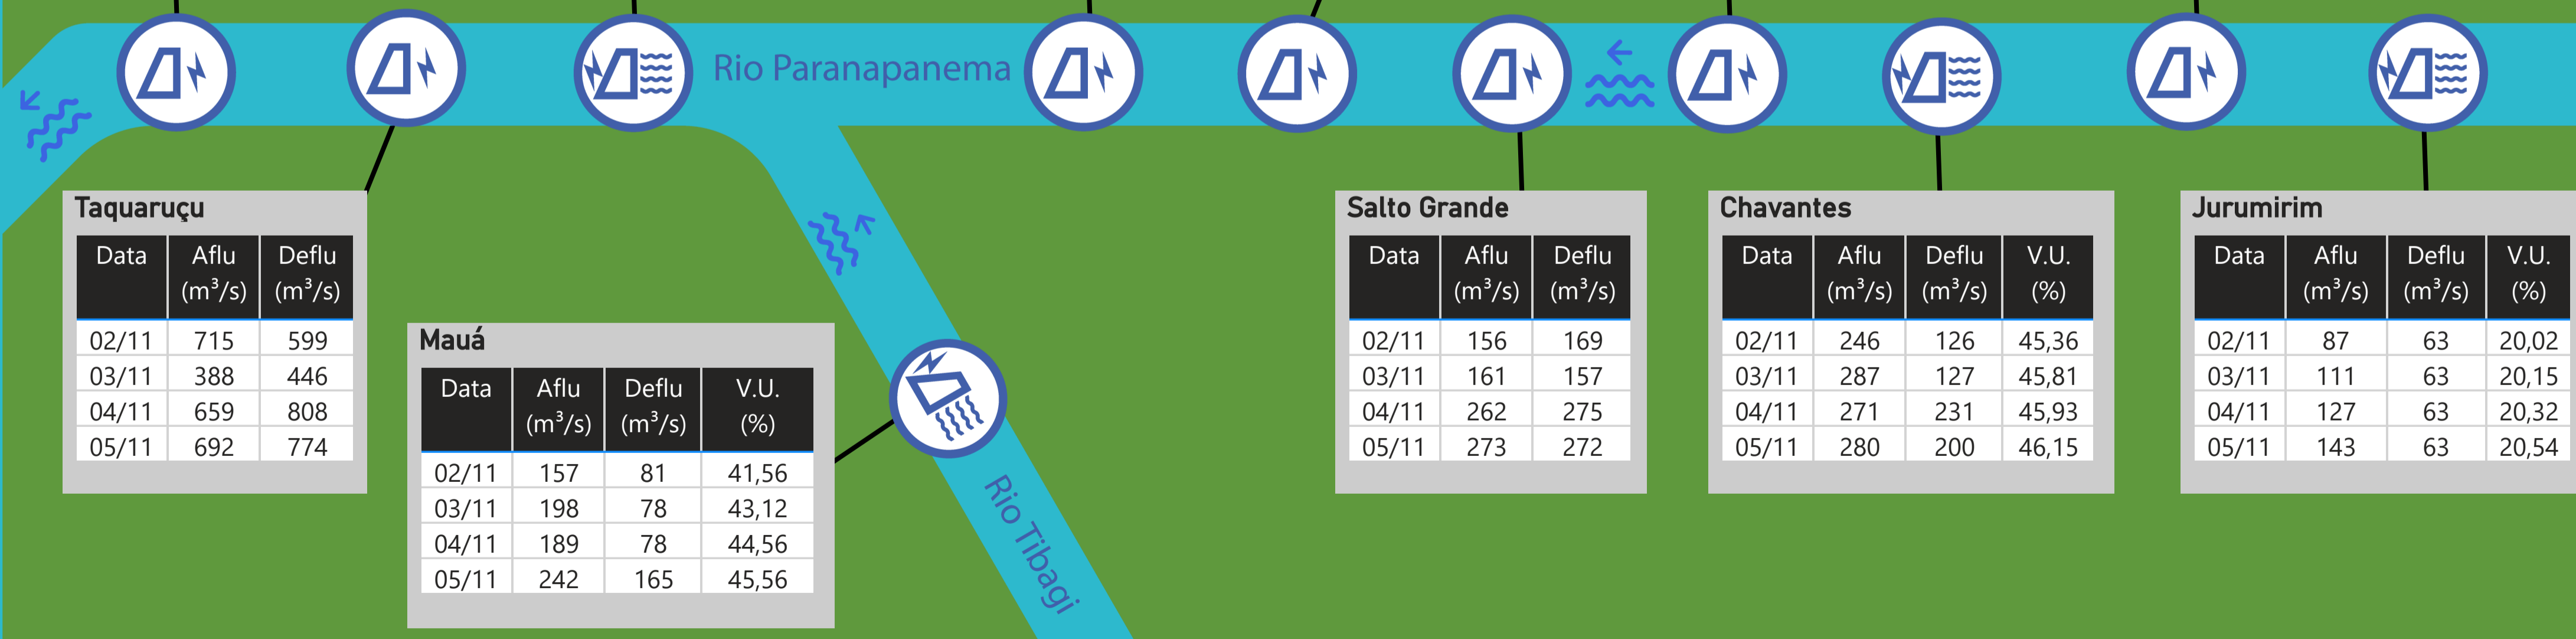 Rio Paranapanema
Taquaruçu
Data Aflu (m³/s) Deflu (m³/s)
02/11 715 599
03/11 388 446
04/11 659 808
05/11 692 774
Mauá
Data Aflu (m³/s) Deflu (m³/s) V.U. (%)
02/11 157 81 41,56
03/11 198 78 43,12
04/11 189 78 44,56
05/11 242 165 45,56
Rio Tibagi
Salto Grande
Data Aflu (m³/s) Deflu (m³/s)
02/11 156 169
03/11 161 157
04/11 262 275
05/11 273 272
Chavantes
Data Aflu (m³/s) Deflu (m³/s) V.U. (%)
02/11 246 126 45,36
03/11 287 127 45,81
04/11 271 231 45,93
05/11 280 200 46,15
Jurumirim
Data Aflu (m³/s) Deflu (m³/s) V.U. (%)
02/11 87 63 20,02
03/11 111 63 20,15
04/11 127 63 20,32
05/11 143 63 20,54